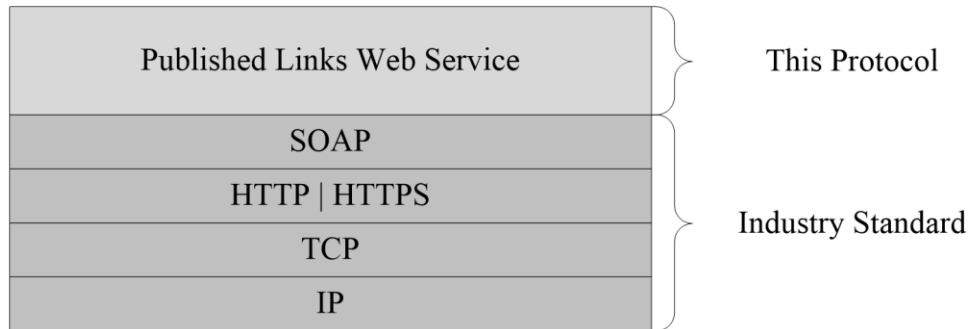 Published Links Web Service
This Protocol
SOAP
HTTP | HTTPS
TCP
IP
Industry Standard